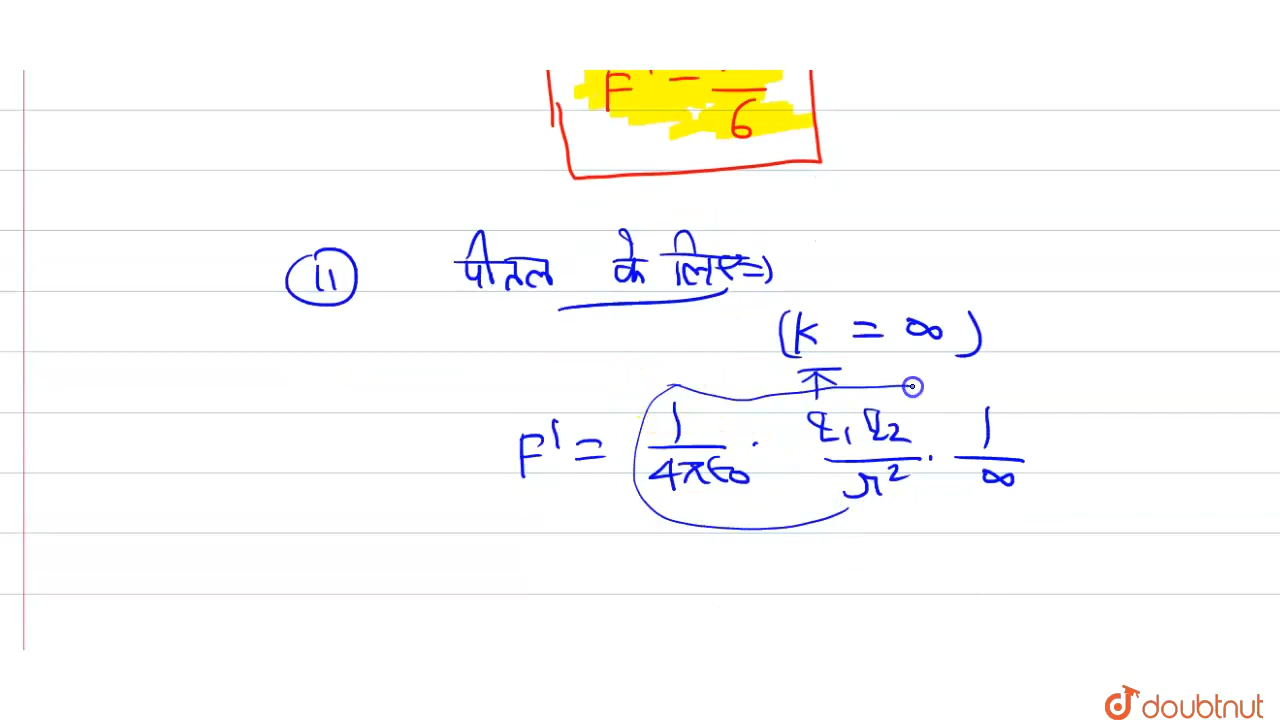 F' = 6
(ii) पीतल के लिए ⇒
(k = ∞)
F' = 1/4πε₀ · q₁q₂/r² · 1/∞
doubtnut